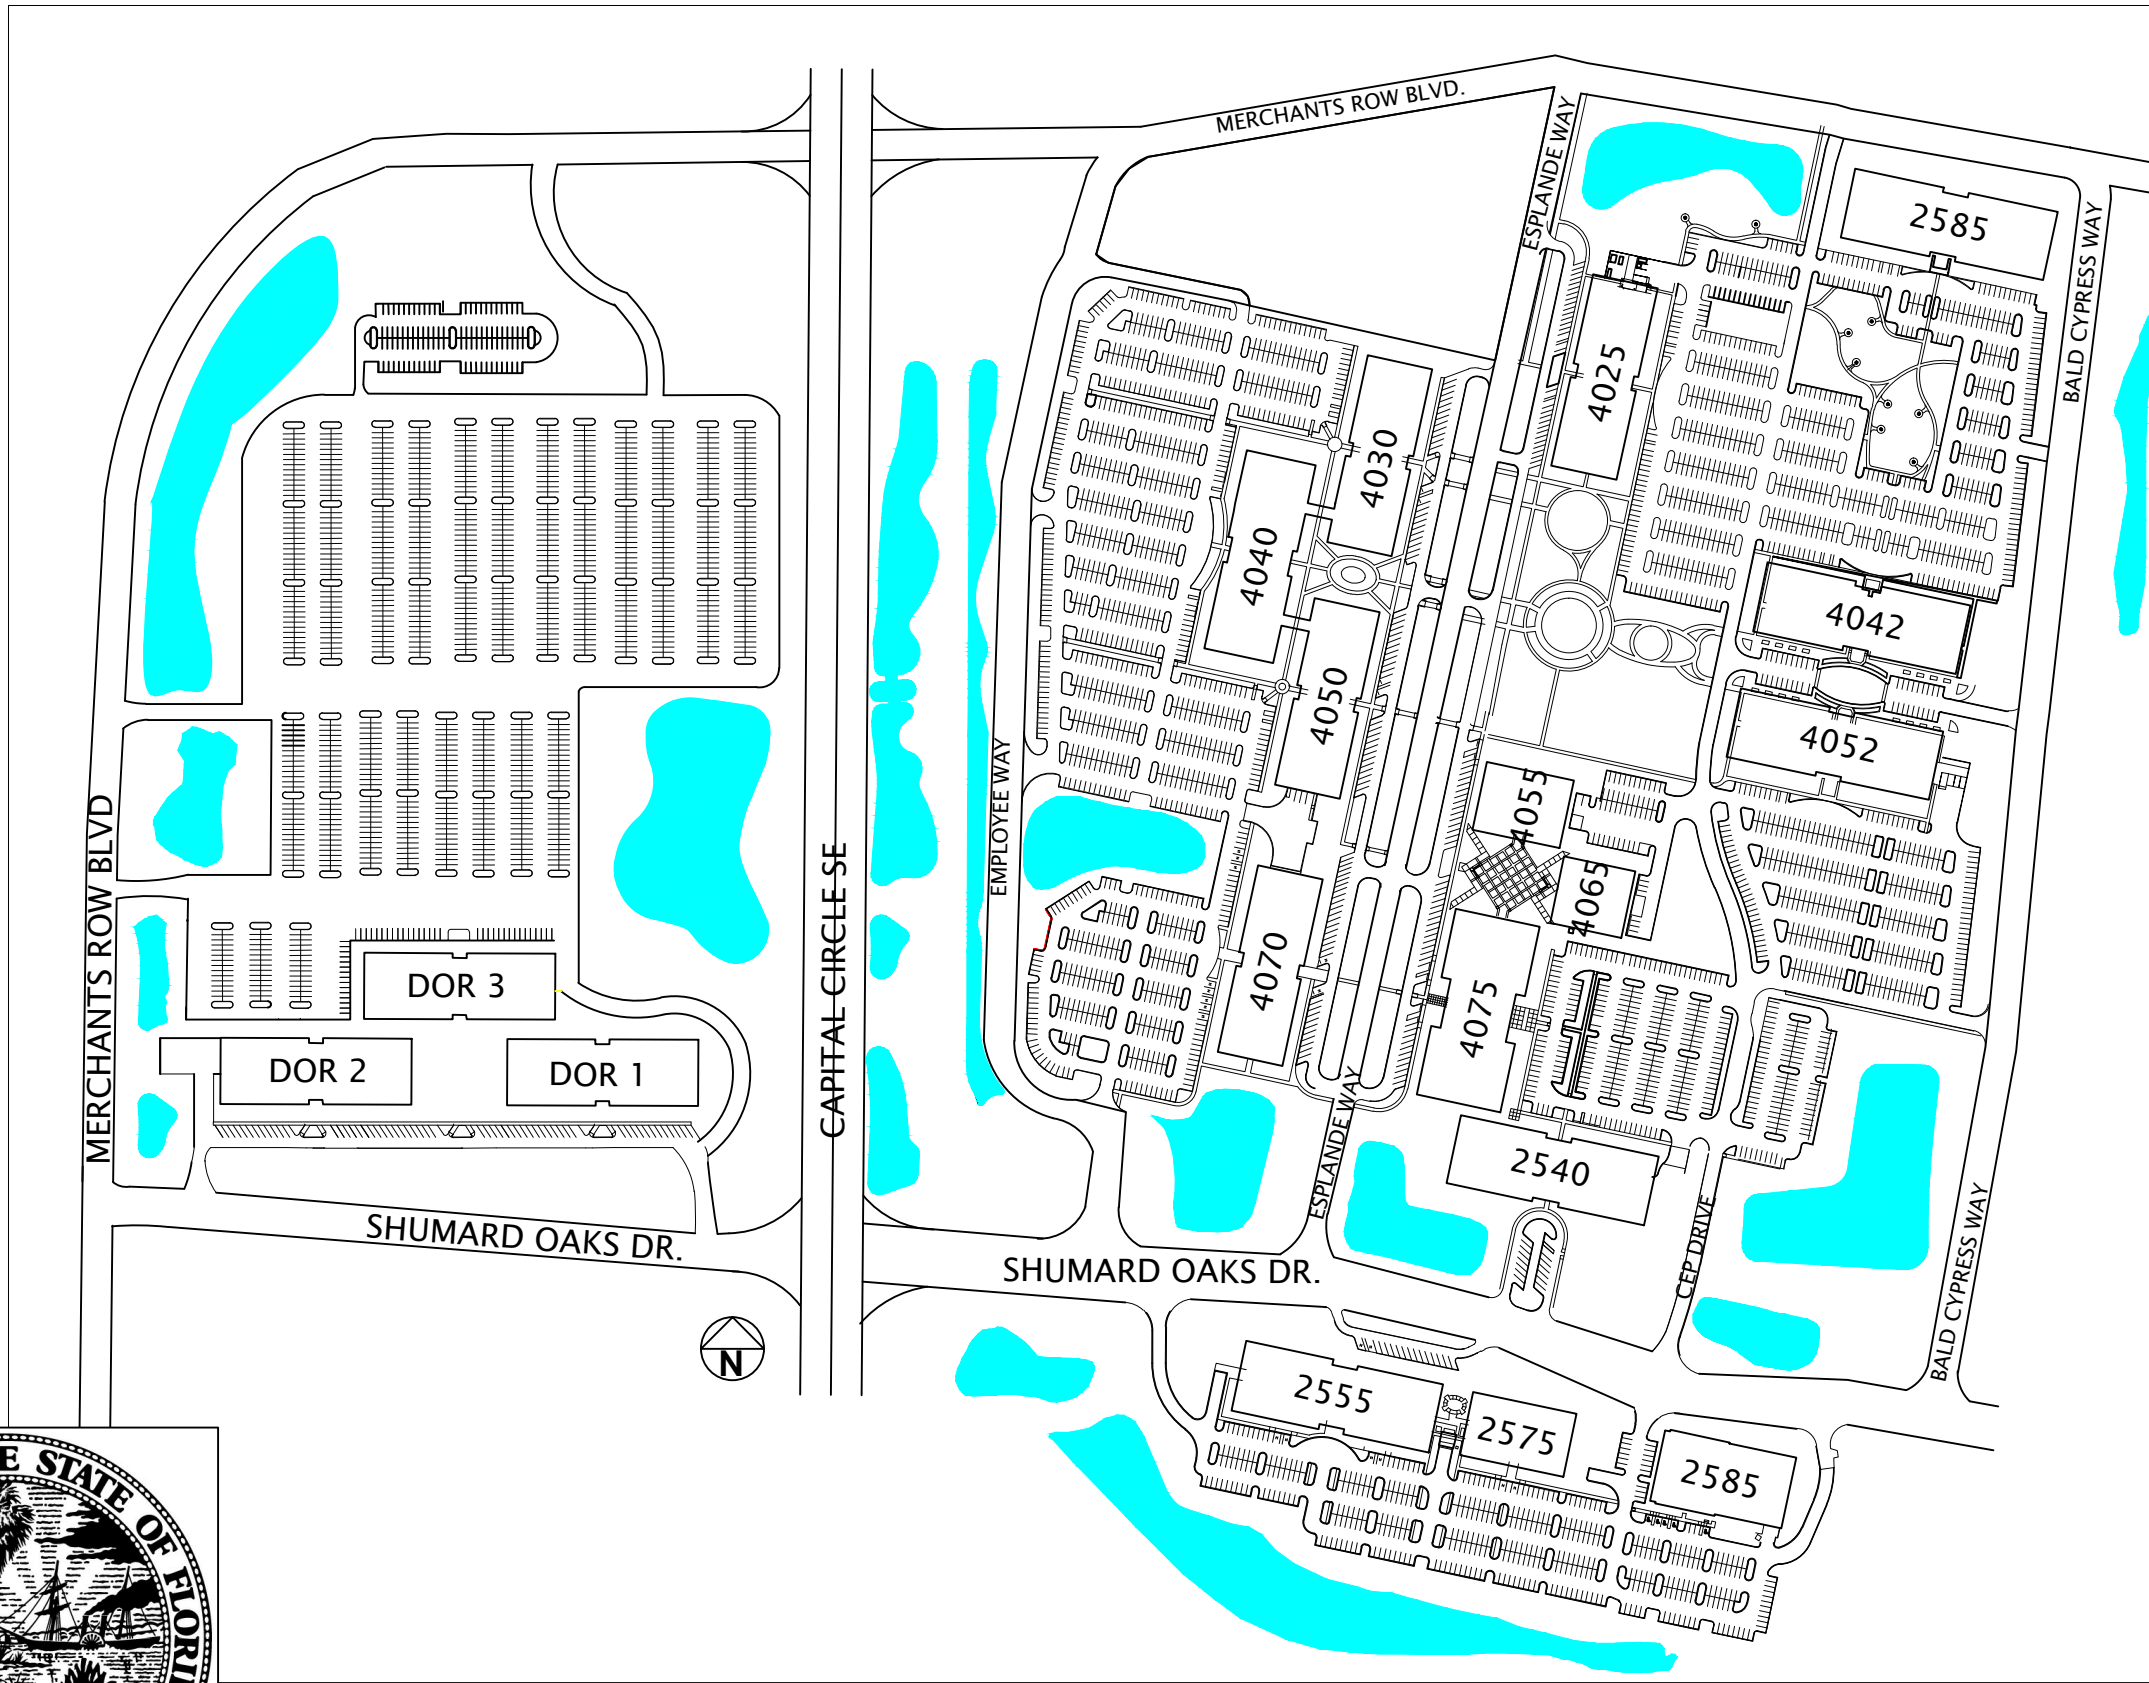 MERCHANTS ROW BLVD.
ESPLANDE WAY
2585
BALD CYPRESS WAY
4025
4030
4040
4042
4050
4052
4055
4065
EMPLOYEE WAY
MERCHANTS ROW BLVD
CAPITAL CIRCLE SE
4070
4075
DOR 3
DOR 2
DOR 1
ESPLANDE WAY
2540
CEP DRIVE
BALD CYPRESS WAY
SHUMARD OAKS DR.
SHUMARD OAKS DR.
N
2555
2575
2585
E STATE OF FLORI